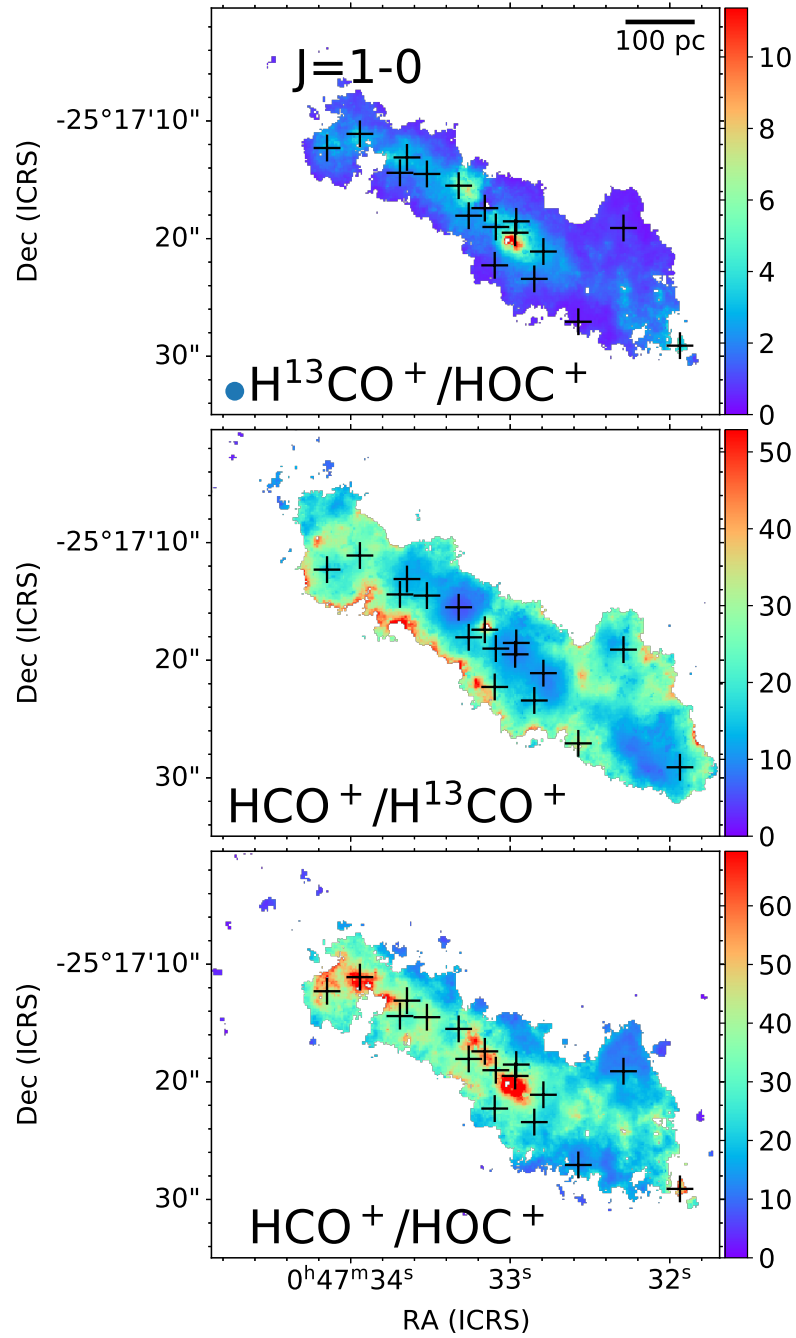 J=1-0
100 pc
-25°17'10"
20"
30"
Dec (ICRS)
H¹³CO⁺/HOC⁺
10
8
6
4
2
0
-25°17'10"
20"
30"
Dec (ICRS)
HCO⁺/H¹³CO⁺
50
40
30
20
10
0
-25°17'10"
20"
30"
Dec (ICRS)
HCO⁺/HOC⁺
60
50
40
30
20
10
0
0ʰ47ᵐ34ˢ 33ˢ 32ˢ
RA (ICRS)